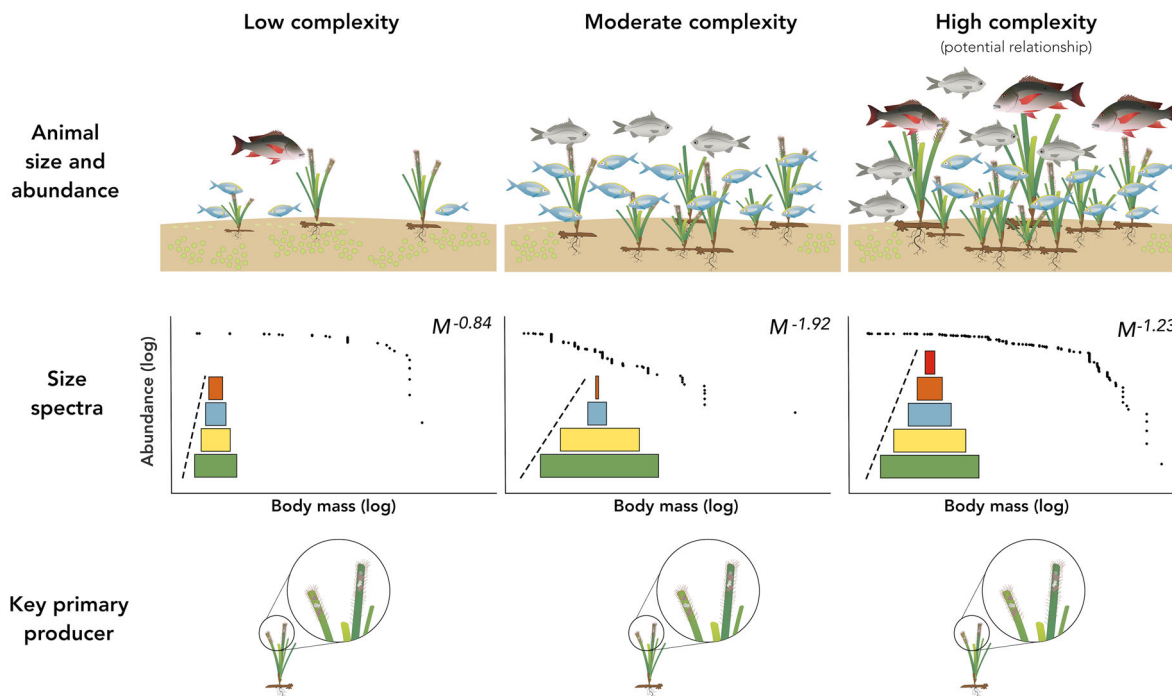 Low complexity
Moderate complexity
High complexity
(potential relationship)
Animal
size and
abundance
Size
spectra
Abundance (log)
M-0.84
M-1.92
M-1.23
Body mass (log)
Body mass (log)
Body mass (log)
Key primary
producer